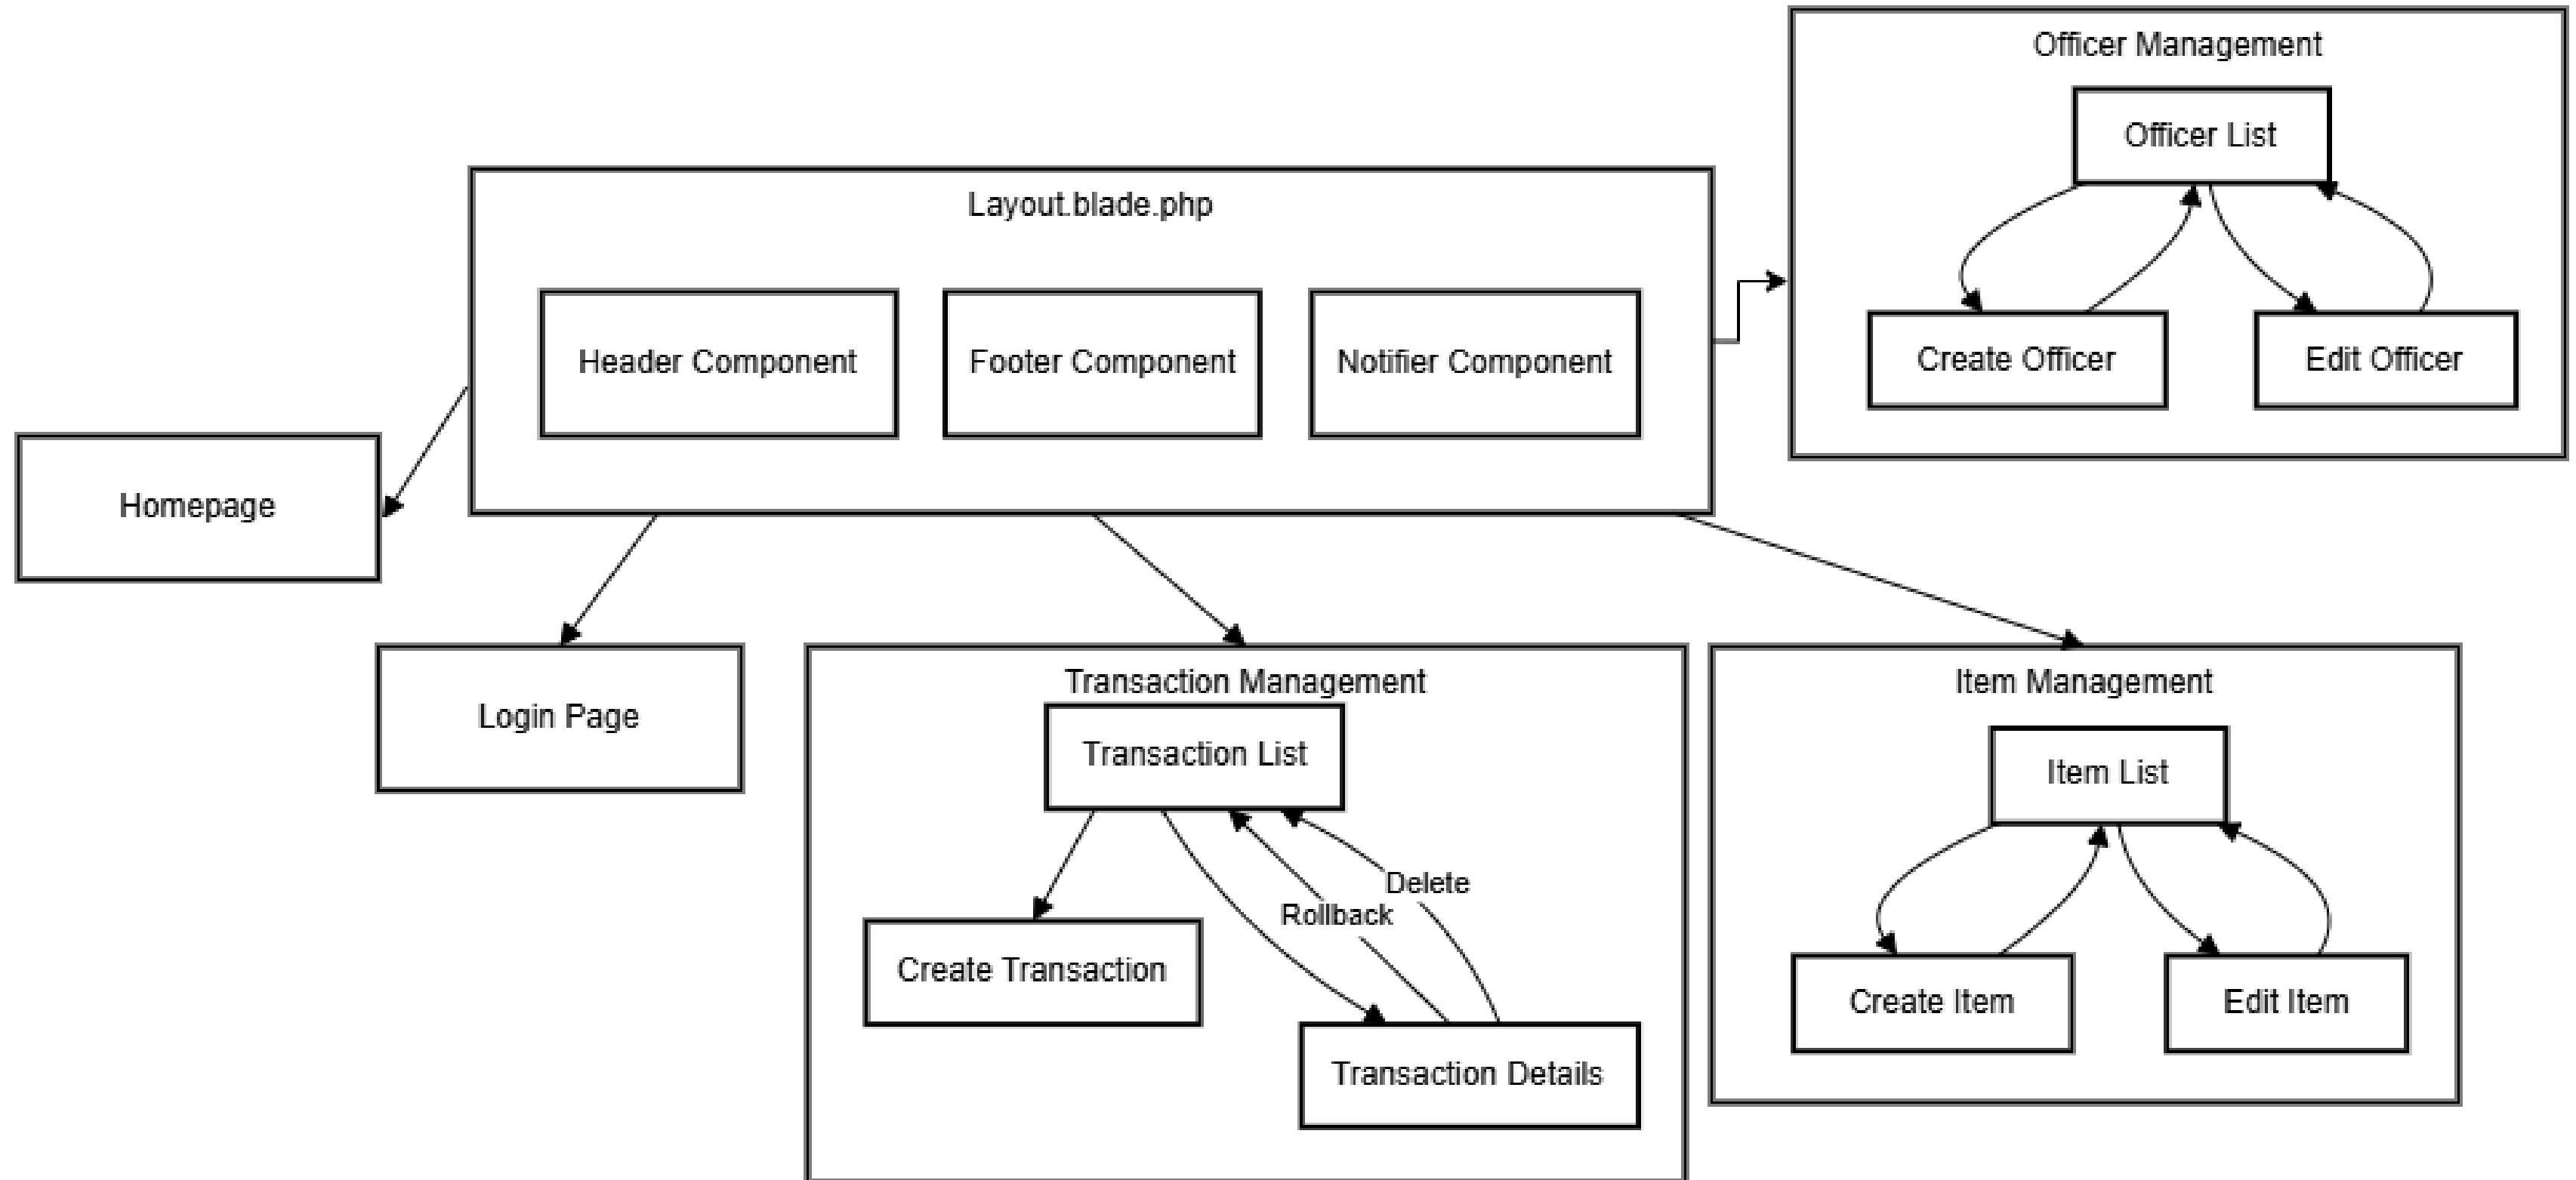 Officer Management
Officer List
Create Officer
Edit Officer
Layout.blade.php
Header Component
Footer Component
Notifier Component
Homepage
Login Page
Transaction Management
Transaction List
Delete
Rollback
Create Transaction
Transaction Details
Item Management
Item List
Create Item
Edit Item